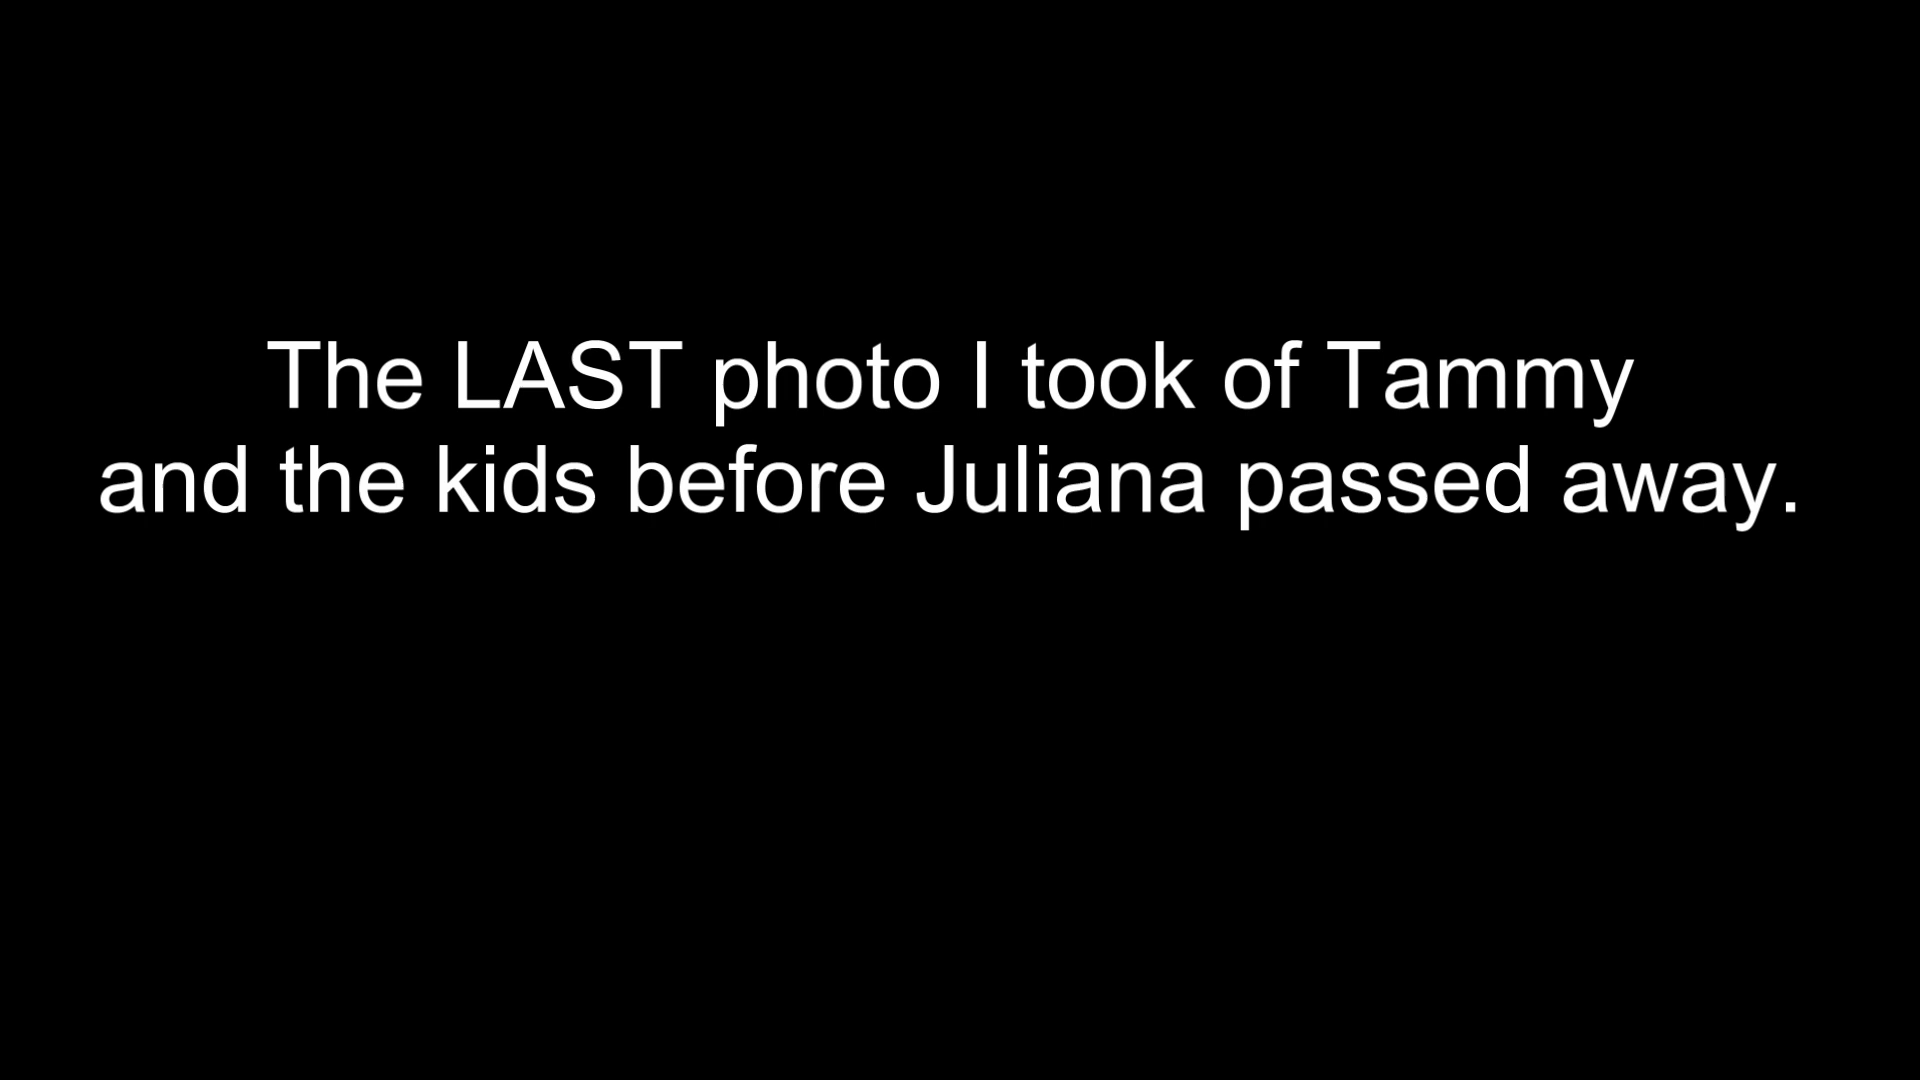 The LAST photo I took of Tammy
and the kids before Juliana passed away.